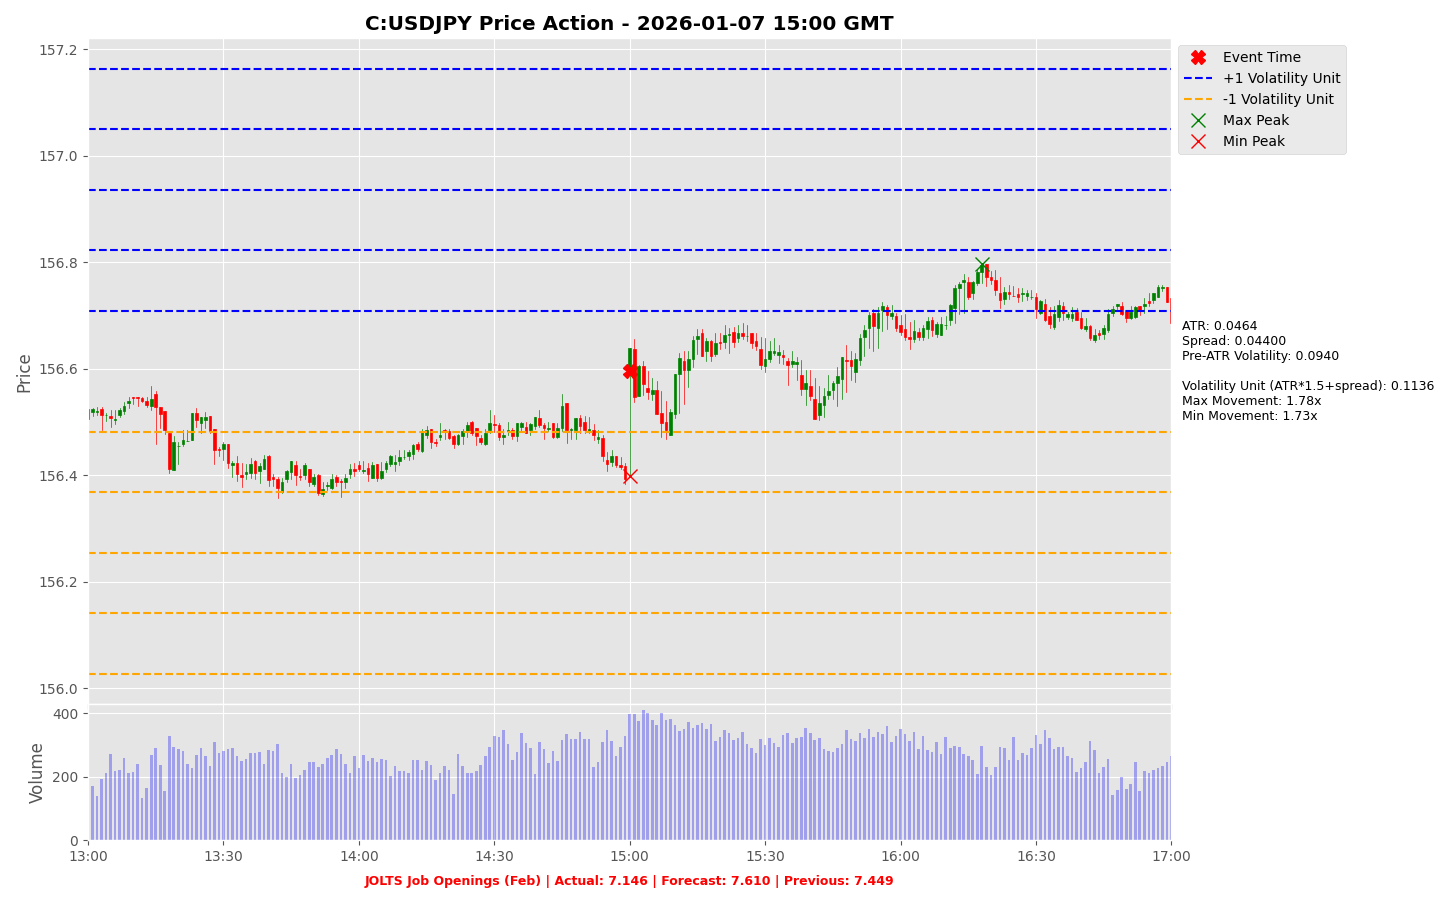 C:USDJPY Price Action - 2026-01-07 15:00 GMT
Event Time
+1 Volatility Unit
-1 Volatility Unit
Max Peak
Min Peak
Price
157.2
157.0
156.8
156.6
156.4
156.2
156.0
ATR: 0.0464
Spread: 0.04400
Pre-ATR Volatility: 0.0940
Volatility Unit (ATR*1.5+spread): 0.1136
Max Movement: 1.78x
Min Movement: 1.73x
Volume
400
200
0
13:00 13:30 14:00 14:30 15:00 15:30 16:00 16:30 17:00
JOLTS Job Openings (Feb) | Actual: 7.146 | Forecast: 7.610 | Previous: 7.449